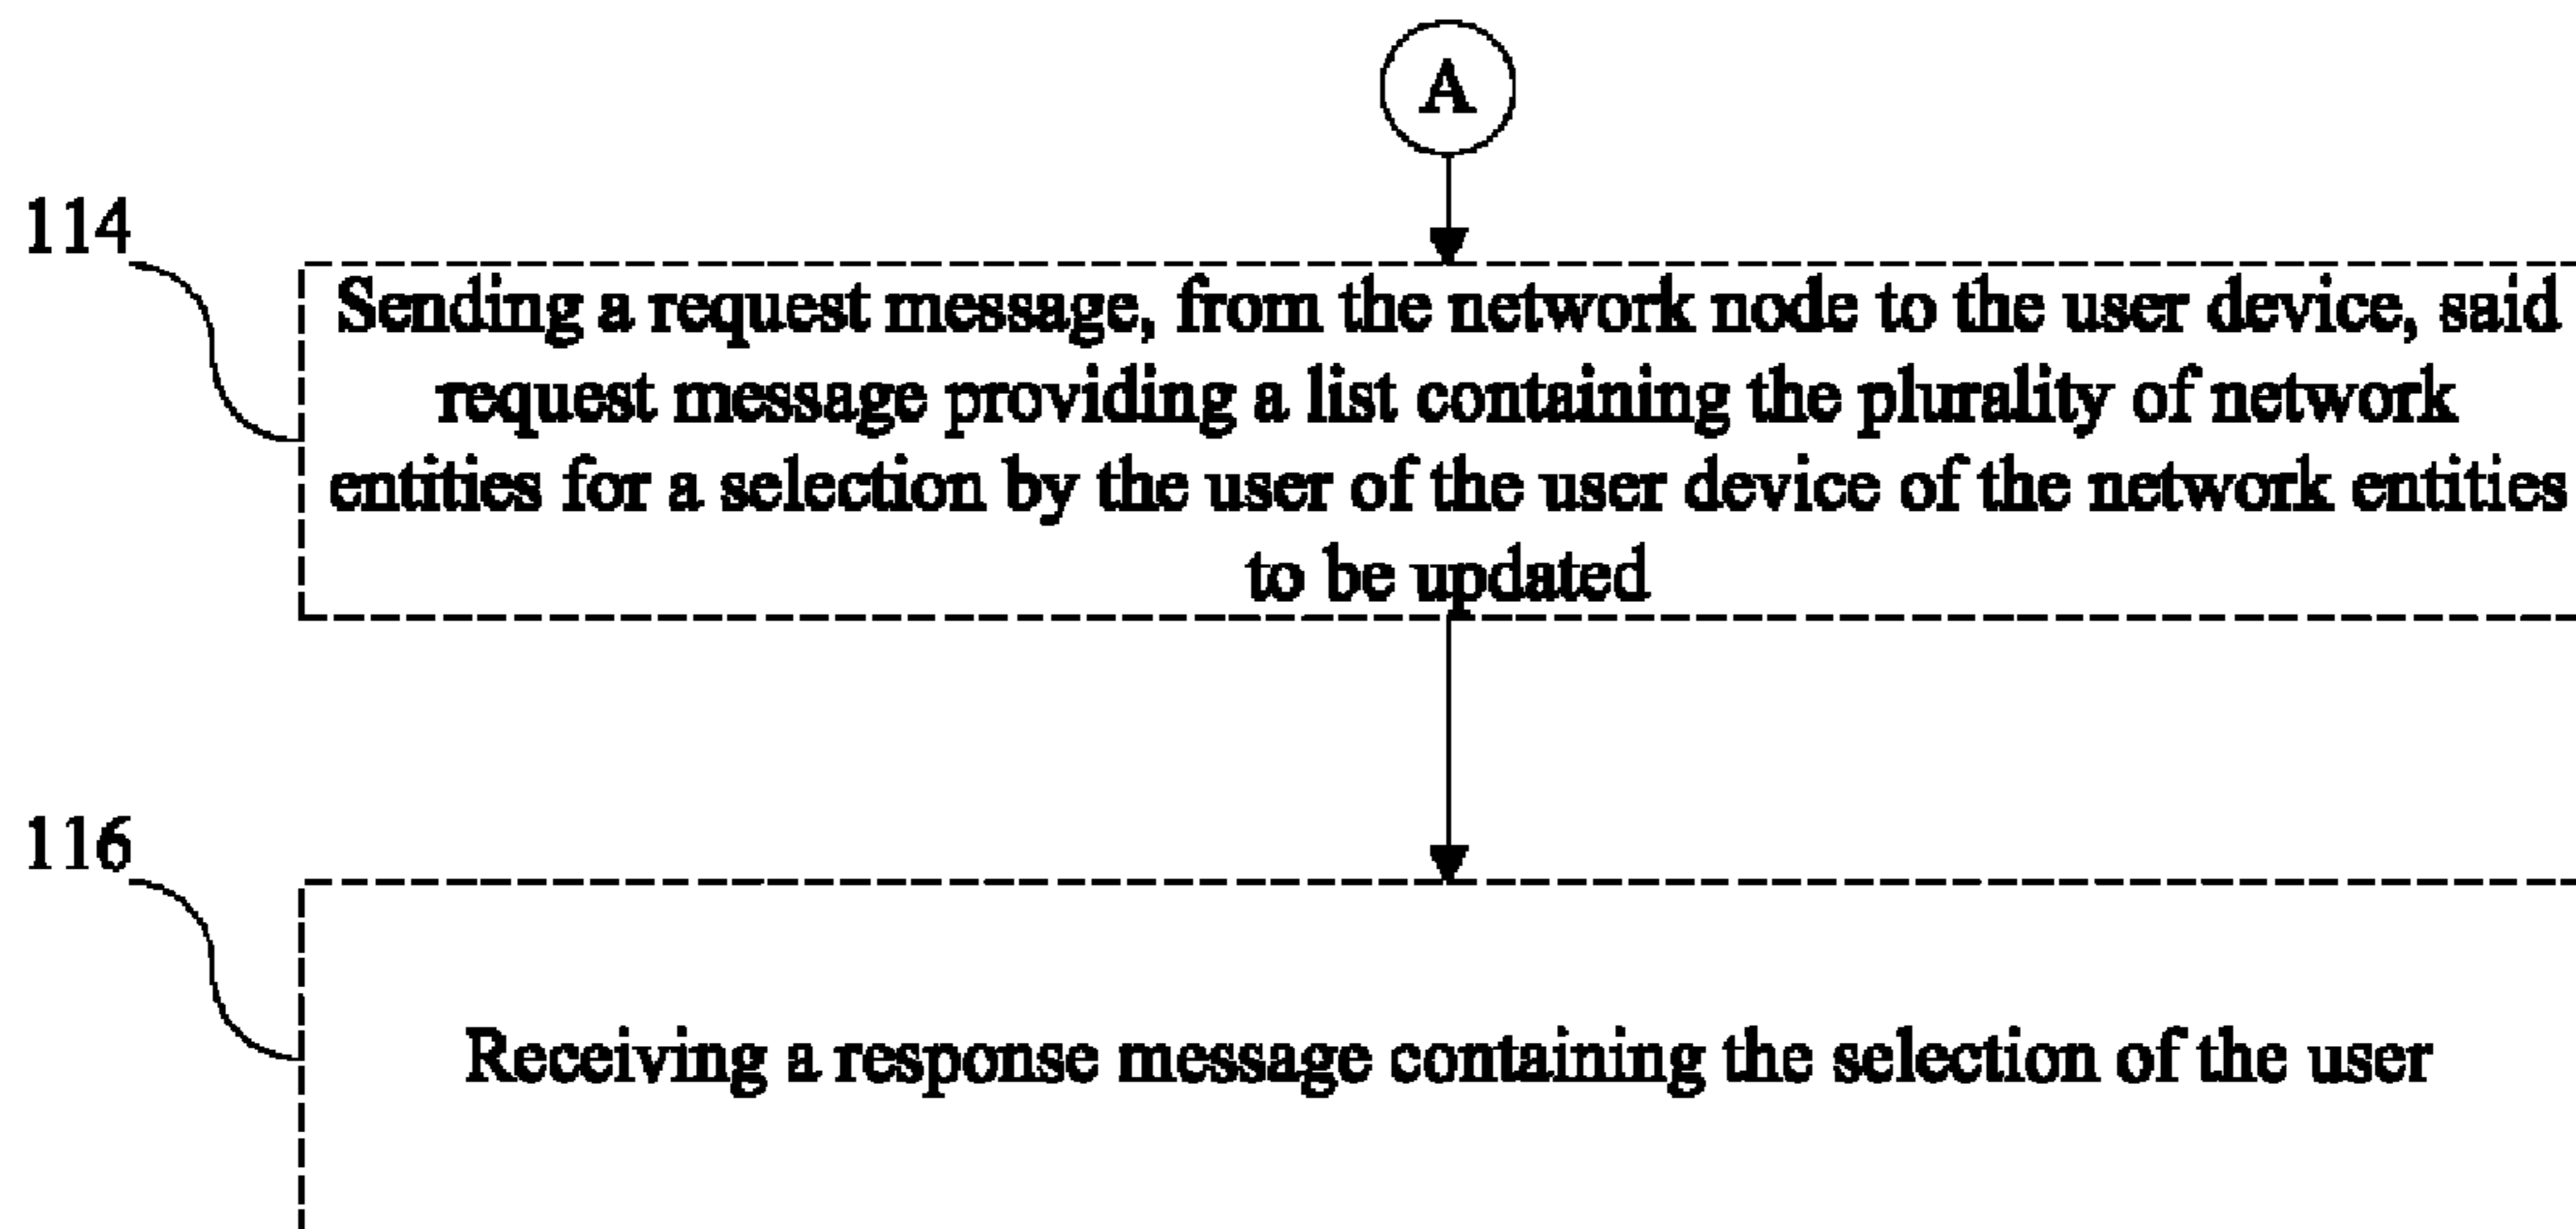 A
114
Sending a request message, from the network node to the user device, said
request message providing a list containing the plurality of network
entities for a selection by the user of the user device of the network entities
to be updated
116
Receiving a response message containing the selection of the user